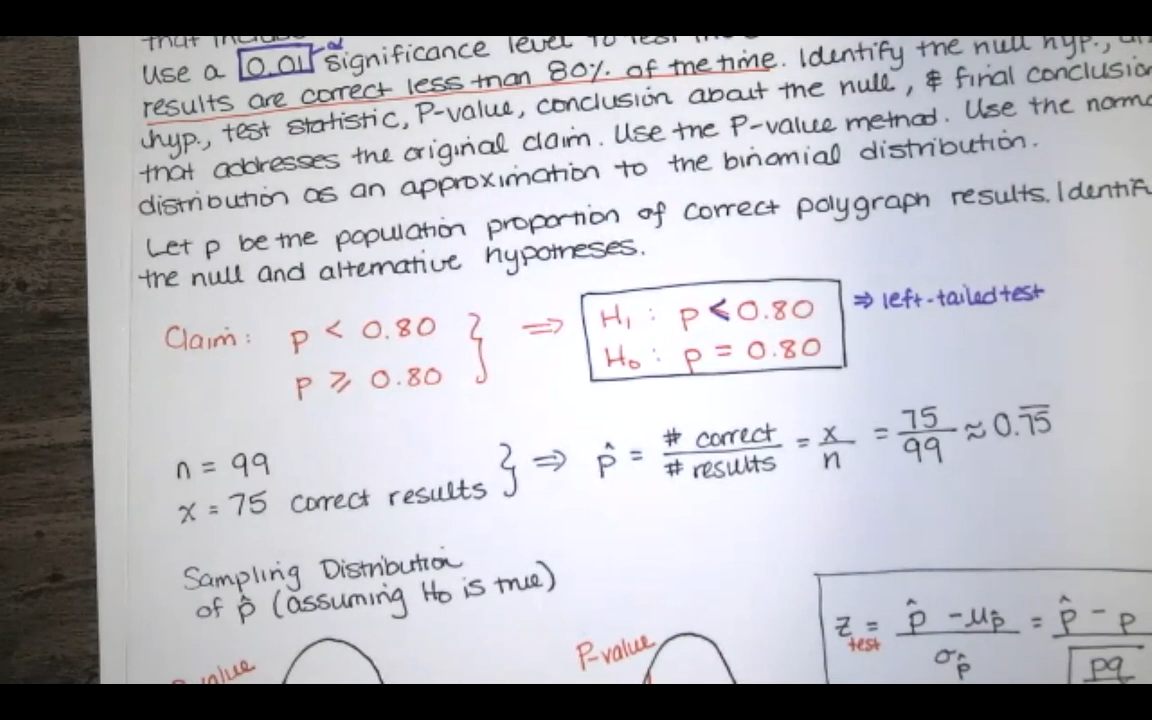 that
Use a 0.01 α significance level to test
results are correct less than 80% of the time. Identify the null hyp.,
hyp., test statistic, P-value, conclusion about the null, & final conclusion
that addresses the original claim. Use the P-value method. Use the
distribution as an approximation to the binomial distribution.
Let p be the population proportion of correct polygraph results.
the null and alternative hypotheses.
Claim: p < 0.80 } ⇒ H₁ : p < 0.80 ⇒ left-tailed test
p ≥ 0.80 H₀ : p = 0.80
n = 99
x = 75 correct results } ⇒ p̂ = # correct / # results = x / n = 75 / 99 ≈ 0.7̅5̅
Sampling Distribution
of p̂ (assuming H₀ is true)
z test = p̂ - μp̂ / σp̂ = p̂ - p / √pq
P-value